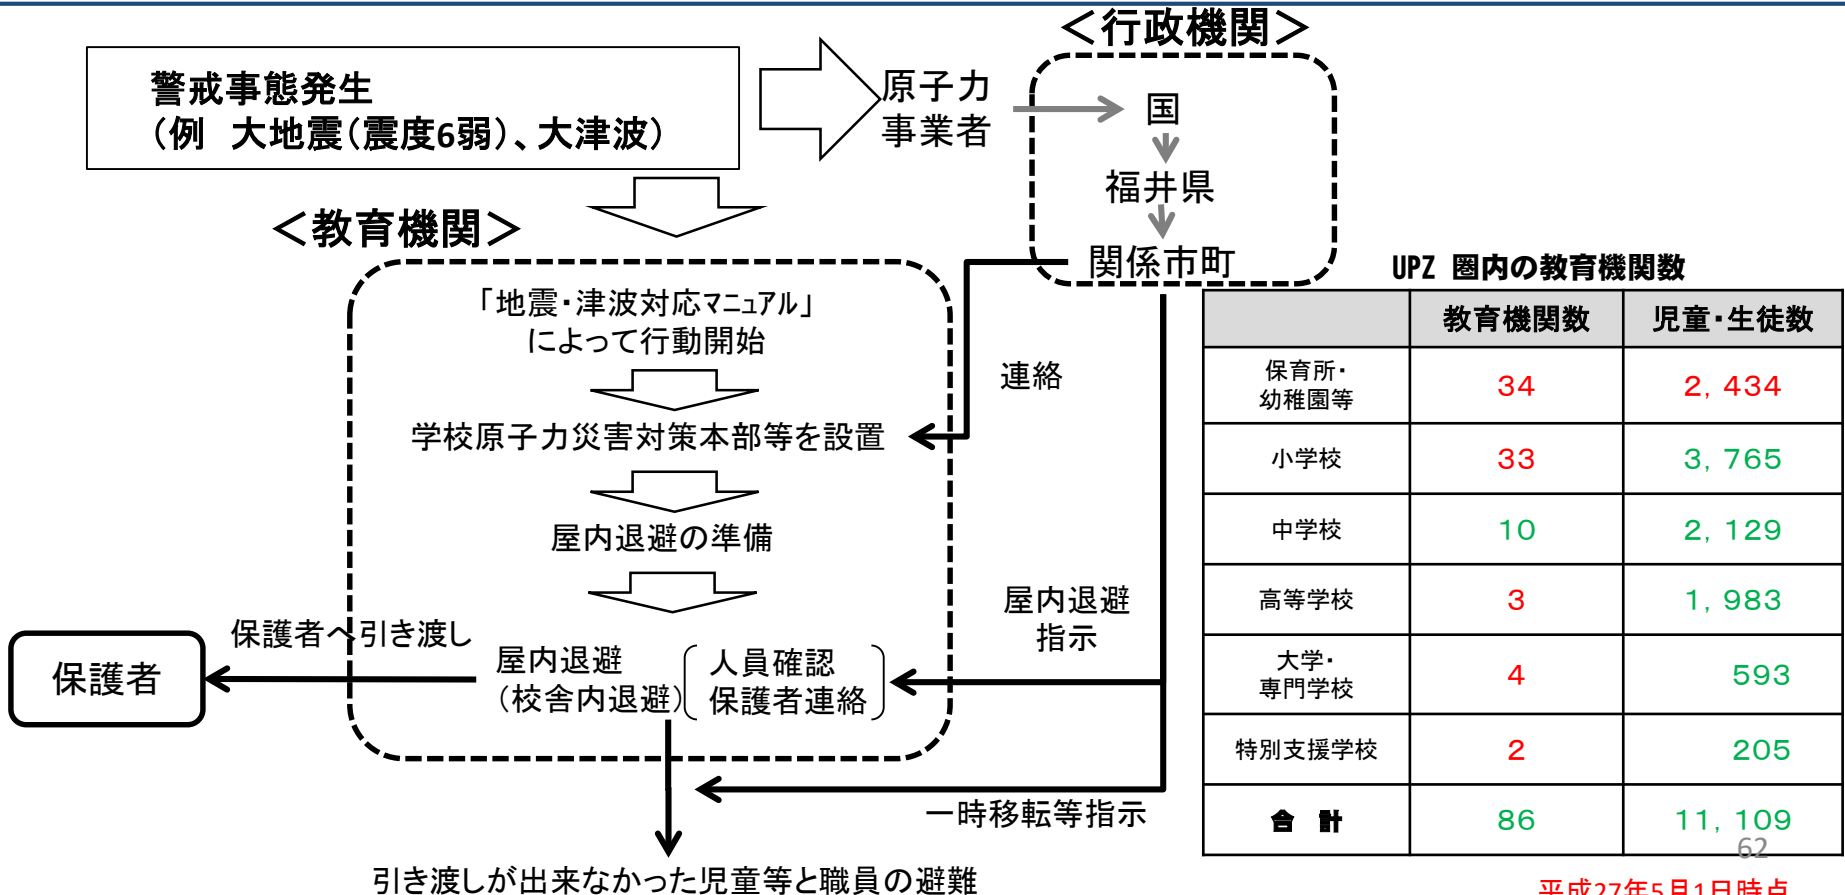 ＜行政機関＞
警戒事態発生
（例　大地震（震度6弱）、大津波）
原子力
事業者
国
福井県
関係市町
＜教育機関＞
「地震・津波対応マニュアル」
によって行動開始
連絡
学校原子力災害対策本部等を設置
屋内退避の準備
屋内退避
指示
保護者へ引き渡し
保護者
屋内退避
（校舎内退避）
人員確認
保護者連絡
一時移転等指示
引き渡しが出来なかった児童等と職員の避難
UPZ 圏内の教育機関数
教育機関数 児童・生徒数
保育所・
幼稚園等 34 2，434
小学校 33 3，765
中学校 10 2，129
高等学校 3 1，983
大学・
専門学校 4 593
特別支援学校 2 205
合　計 86 11，109
62
平成27年5月1日時点